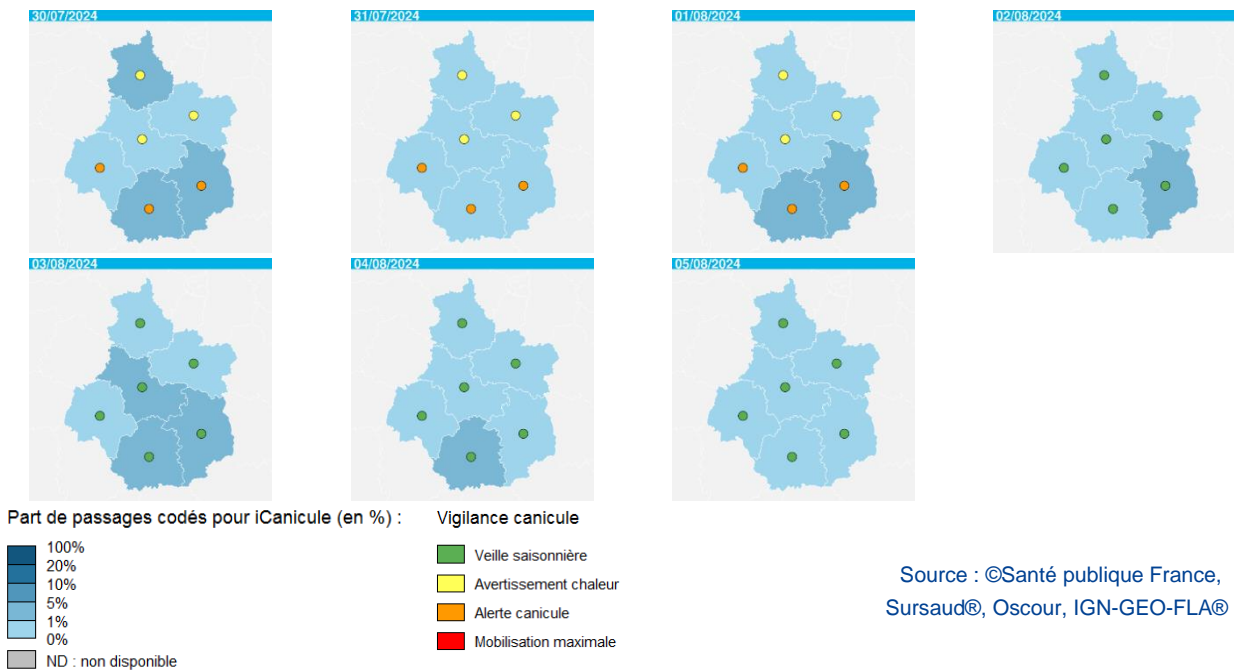 30/07/2024
31/07/2024
01/08/2024
02/08/2024
03/08/2024
04/08/2024
05/08/2024
Part de passages codés pour iCanicule (en %) :
100%
20%
10%
5%
1%
0%
ND : non disponible
Vigilance canicule
Veille saisonnière
Avertissement chaleur
Alerte canicule
Mobilisation maximale
Source : ©Santé publique France,
Sursaud®, Oscour, IGN-GEO-FLA®